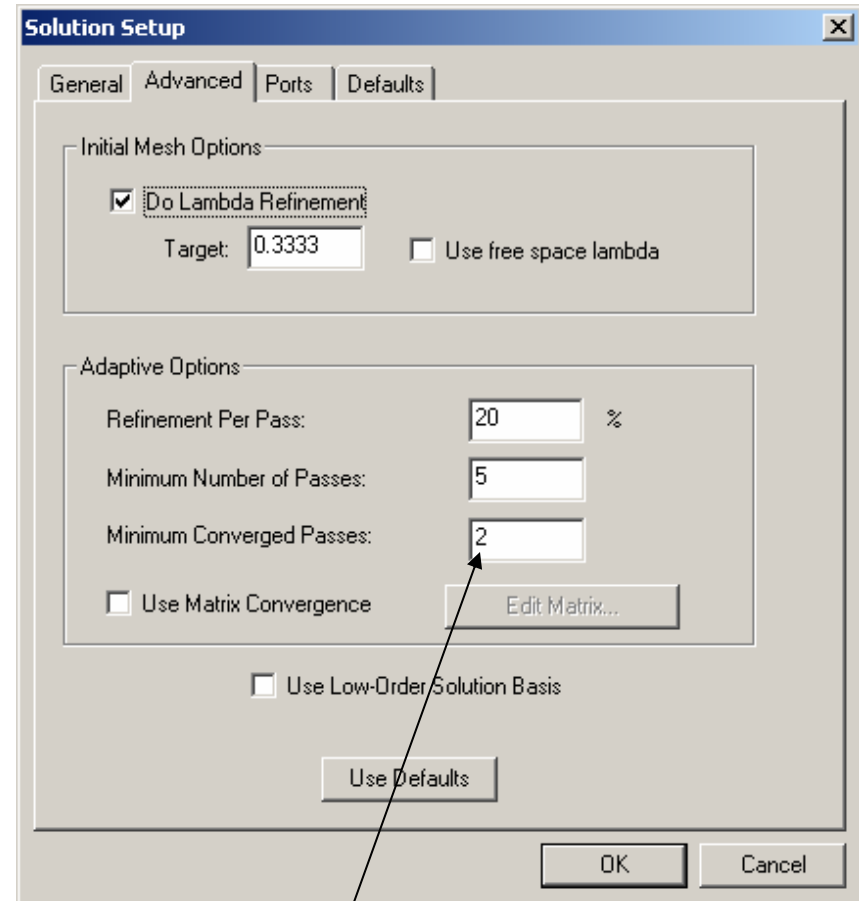 Solution Setup
General Advanced Ports Defaults
Initial Mesh Options
Do Lambda Refinement
Target: 0.3333 Use free space lambda
Adaptive Options
Refinement Per Pass: 20 %
Minimum Number of Passes: 5
Minimum Converged Passes: 2
Use Matrix Convergence Edit Matrix...
Use Low-Order Solution Basis
Use Defaults
OK Cancel